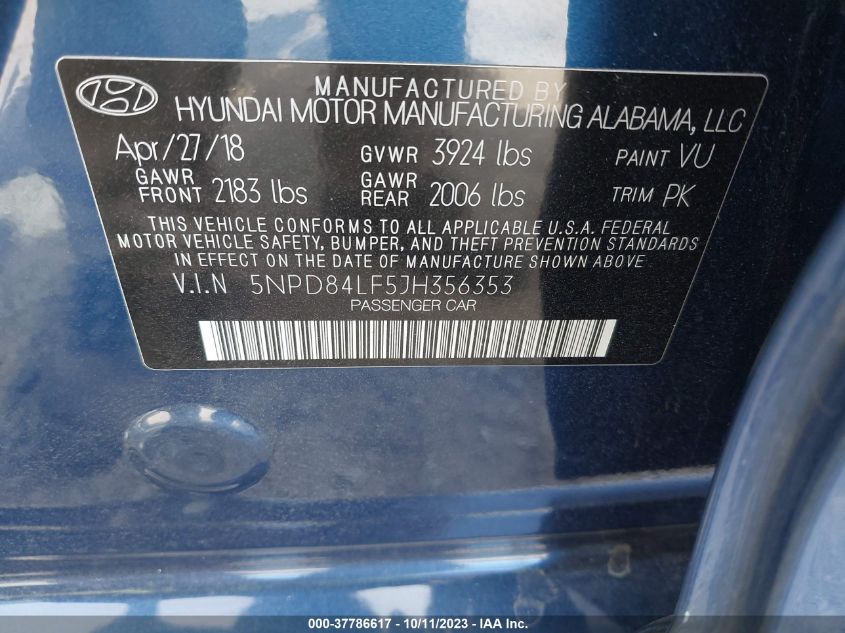 MANUFACTURED BY
HYUNDAI MOTOR MANUFACTURING ALABAMA, LLC
Apr/27/18 GVWR 3924 lbs PAINT VU
GAWR FRONT 2183 lbs GAWR REAR 2006 lbs TRIM PK
THIS VEHICLE CONFORMS TO ALL APPLICABLE U.S.A. FEDERAL
MOTOR VEHICLE SAFETY, BUMPER, AND THEFT PREVENTION STANDARDS
IN EFFECT ON THE DATE OF MANUFACTURE SHOWN ABOVE
V.I.N 5NPD84LF5JH356353
PASSENGER CAR
000-37786617 - 10/11/2023 - IAA Inc.